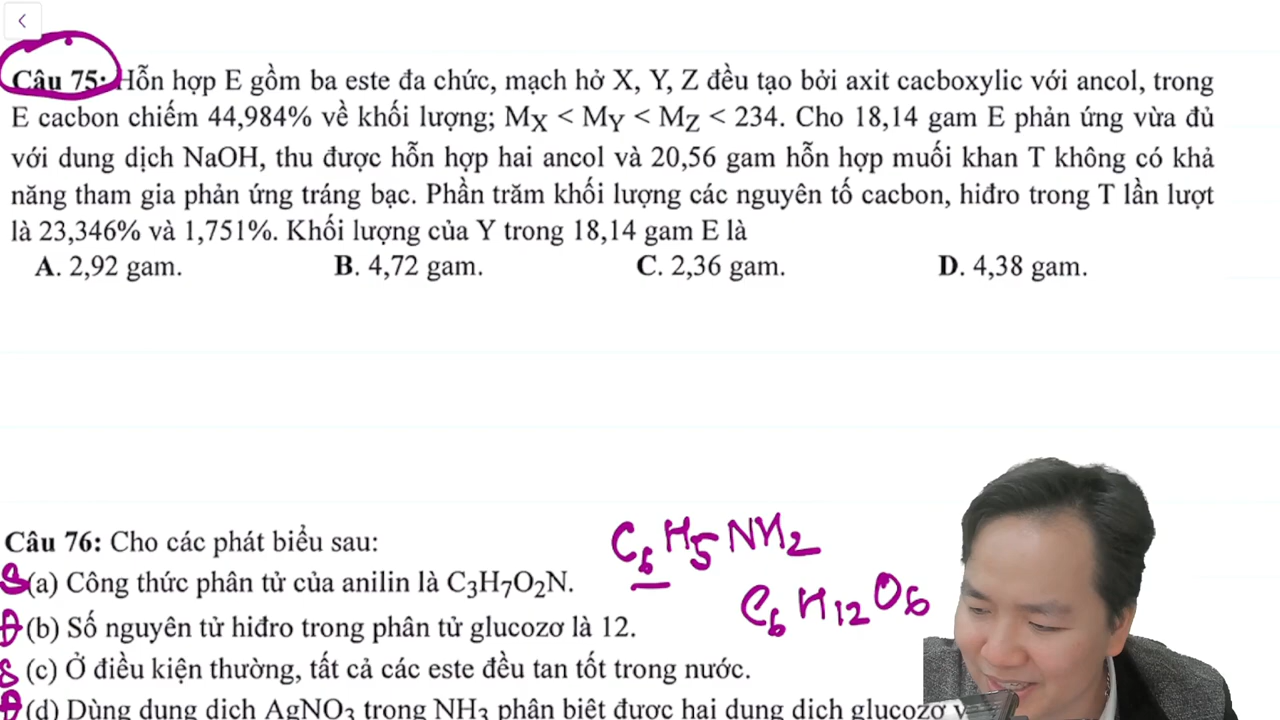 Câu 75: Hỗn hợp E gồm ba este đa chức, mạch hở X, Y, Z đều tạo bởi axit cacboxylic với ancol, trong
E cacbon chiếm 44,984% về khối lượng; MX < MY < MZ < 234. Cho 18,14 gam E phản ứng vừa đủ
với dung dịch NaOH, thu được hỗn hợp hai ancol và 20,56 gam hỗn hợp muối khan T không có khả
năng tham gia phản ứng tráng bạc. Phần trăm khối lượng các nguyên tố cacbon, hiđro trong T lần lượt
là 23,346% và 1,751%. Khối lượng của Y trong 18,14 gam E là
A. 2,92 gam. B. 4,72 gam. C. 2,36 gam. D. 4,38 gam.
Câu 76: Cho các phát biểu sau:
C6H5NH2
S (a) Công thức phân tử của anilin là C3H7O2N.
C6H12O6
Đ (b) Số nguyên tử hiđro trong phân tử glucozơ là 12.
S (c) Ở điều kiện thường, tất cả các este đều tan tốt trong nước.
Đ (d) Dùng dung dịch AgNO3 trong NH3 phân biệt được hai dung dịch glucozơ